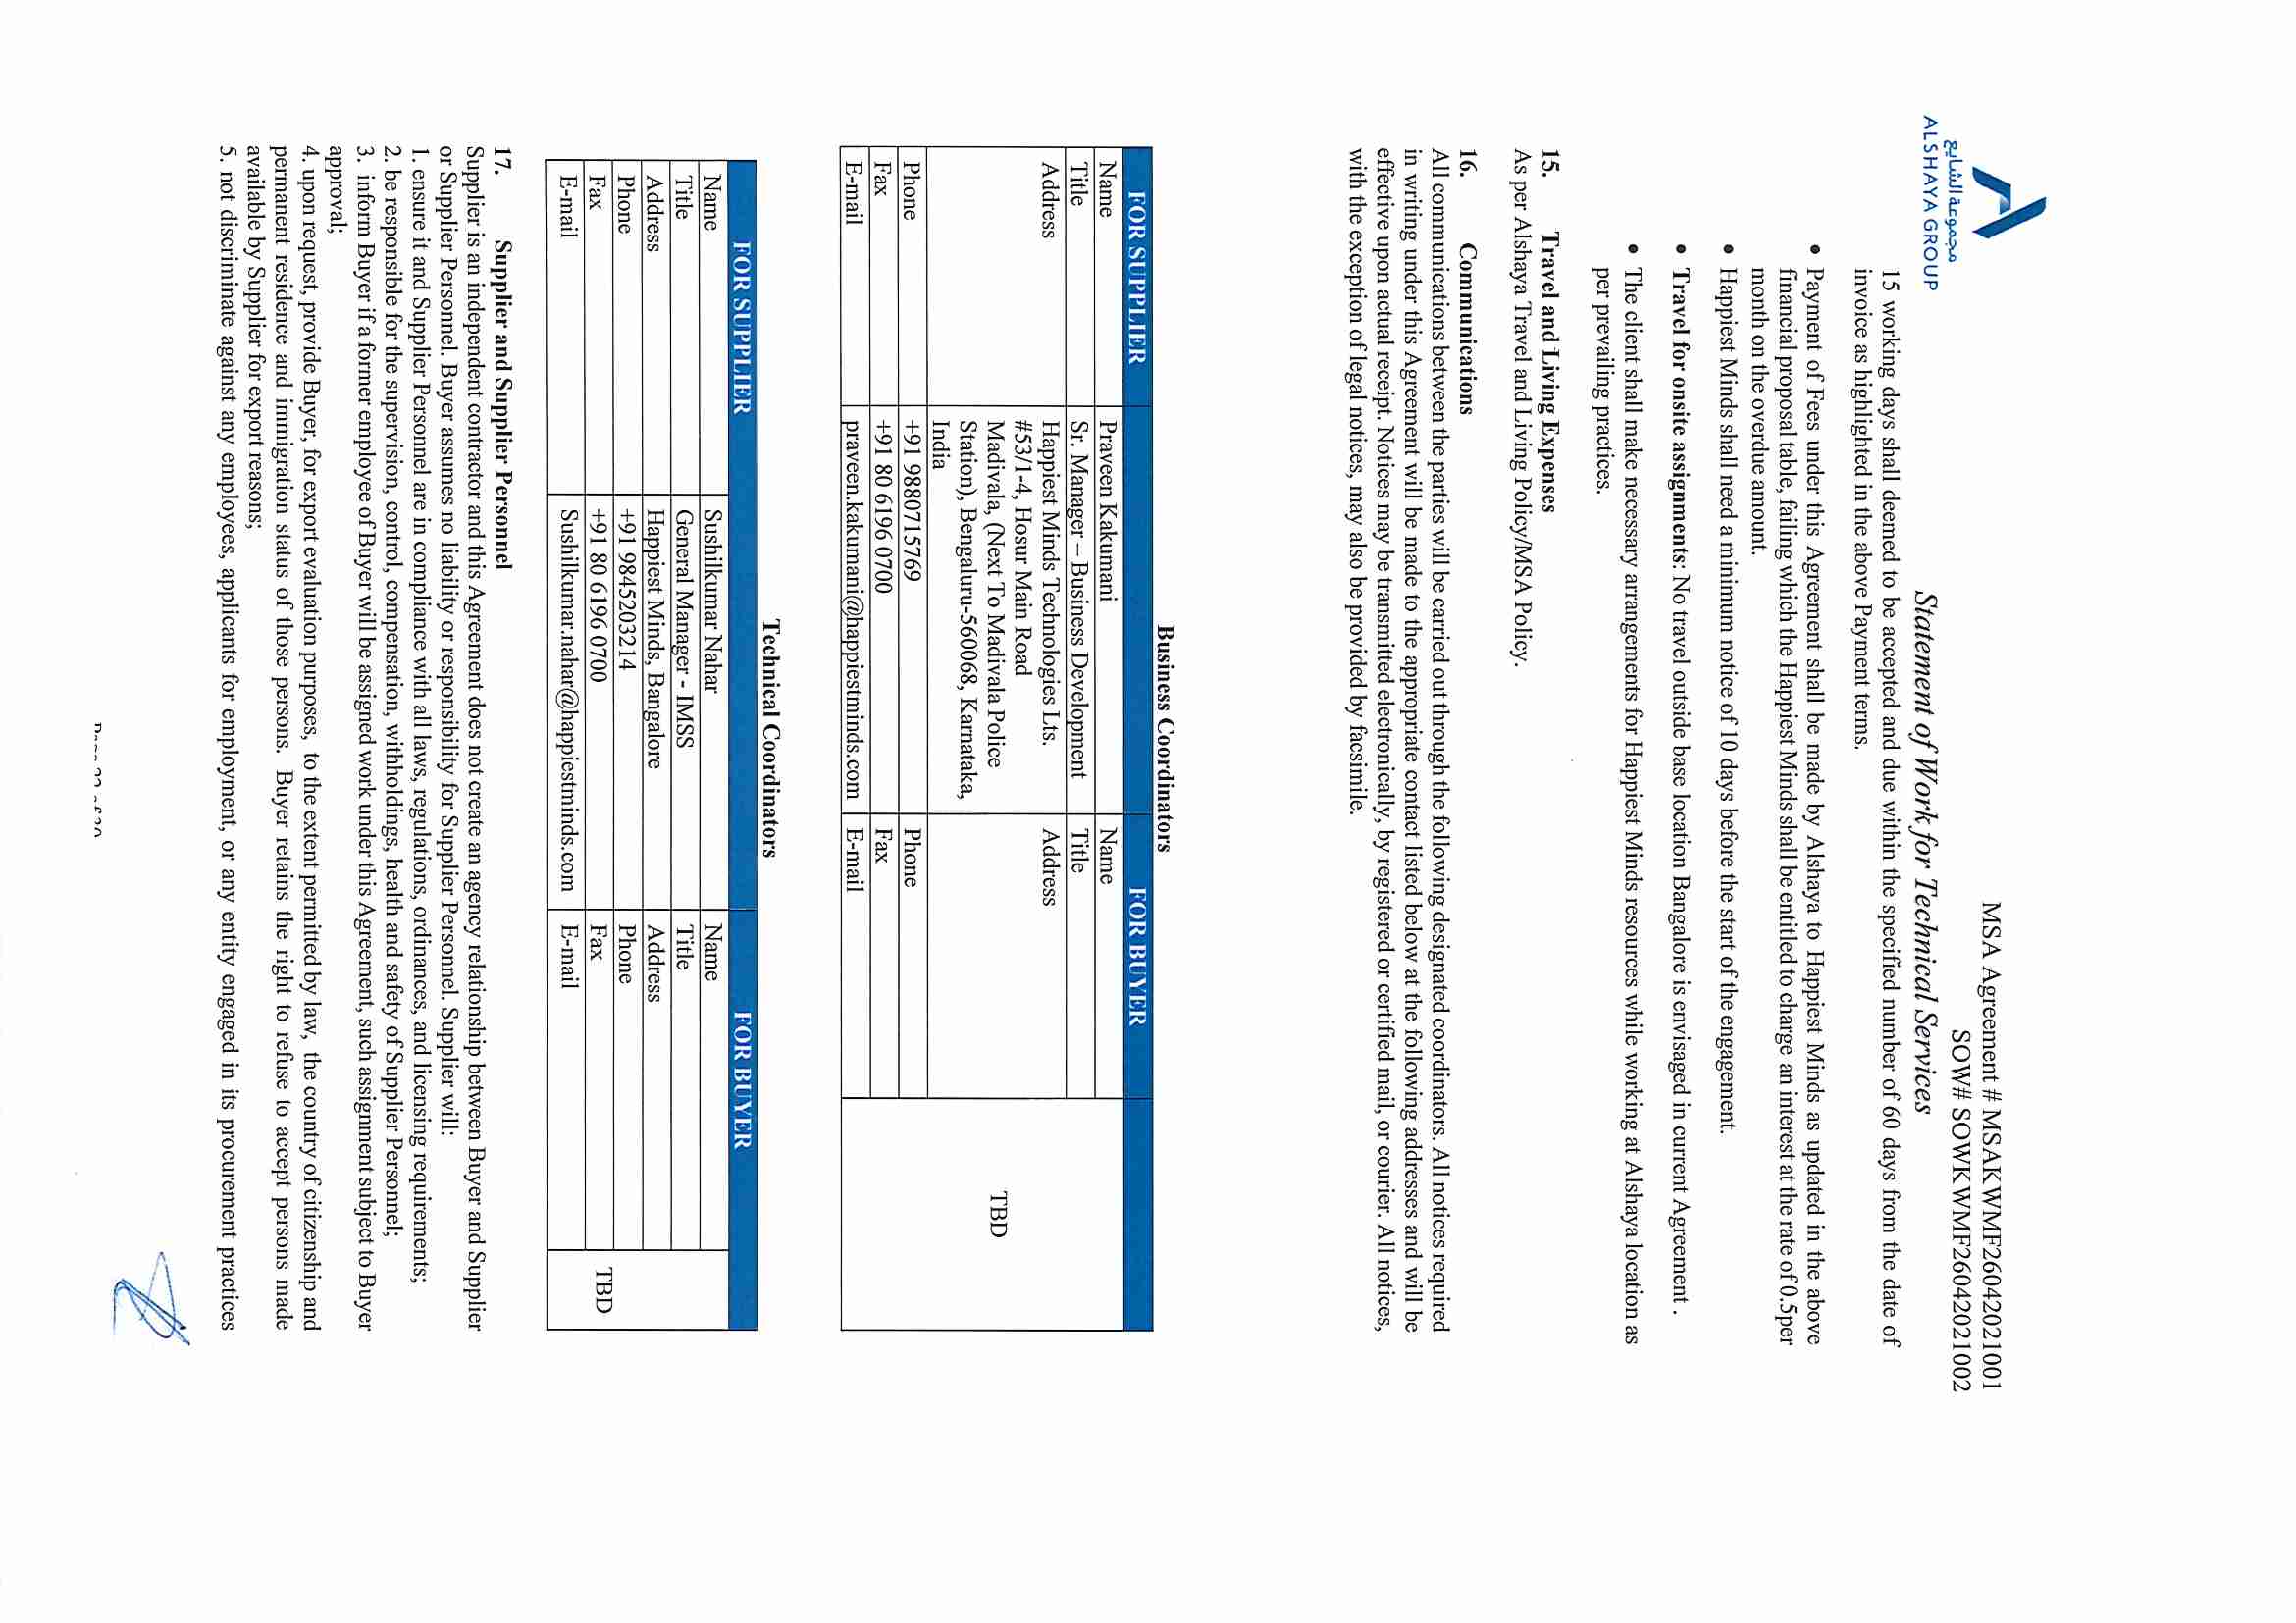 مجموعة الشايع
ALSHAYA GROUP
MSA Agreement # MSAKWMF26042021001
SOW# SOWKWMF26042021002
Statement of Work for Technical Services
15 working days shall deemed to be accepted and due within the specified number of 60 days from the date of
invoice as highlighted in the above Payment terms.
• Payment of Fees under this Agreement shall be made by Alshaya to Happiest Minds as updated in the above
financial proposal table, failing which the Happiest Minds shall be entitled to charge an interest at the rate of 0.5per
month on the overdue amount.
• Happiest Minds shall need a minimum notice of 10 days before the start of the engagement.
• Travel for onsite assignments: No travel outside base location Bangalore is envisaged in current Agreement .
• The client shall make necessary arrangements for Happiest Minds resources while working at Alshaya location as
per prevailing practices.
15. Travel and Living Expenses
As per Alshaya Travel and Living Policy/MSA Policy.
16. Communications
All communications between the parties will be carried out through the following designated coordinators. All notices required
in writing under this Agreement will be made to the appropriate contact listed below at the following addresses and will be
effective upon actual receipt. Notices may be transmitted electronically, by registered or certified mail, or courier. All notices,
with the exception of legal notices, may also be provided by facsimile.
Business Coordinators
FOR SUPPLIER FOR BUYER
Name Praveen Kakumani Name
Title Sr. Manager – Business Development Title
Address Happiest Minds Technologies Lts. Address
#53/1-4, Hosur Main Road
Madivala, (Next To Madivala Police
Station), Bengaluru-560068, Karnataka,
India
TBD
Phone +91 9880715769 Phone
Fax +91 80 6196 0700 Fax
E-mail praveen.kakumani@happiestminds.com E-mail
Technical Coordinators
FOR SUPPLIER FOR BUYER
Name Sushilkumar Nahar Name
Title General Manager - IMSS Title
Address Happiest Minds, Bangalore Address
Phone +91 9845203214 Phone
Fax +91 80 6196 0700 Fax TBD
E-mail Sushilkumar.nahar@happiestminds.com E-mail
17. Supplier and Supplier Personnel
Supplier is an independent contractor and this Agreement does not create an agency relationship between Buyer and Supplier
or Supplier Personnel. Buyer assumes no liability or responsibility for Supplier Personnel. Supplier will:
1. ensure it and Supplier Personnel are in compliance with all laws, regulations, ordinances, and licensing requirements;
2. be responsible for the supervision, control, compensation, withholdings, health and safety of Supplier Personnel;
3. inform Buyer if a former employee of Buyer will be assigned work under this Agreement, such assignment subject to Buyer
approval;
4. upon request, provide Buyer, for export evaluation purposes, to the extent permitted by law, the country of citizenship and
permanent residence and immigration status of those persons. Buyer retains the right to refuse to accept persons made
available by Supplier for export reasons;
5. not discriminate against any employees, applicants for employment, or any entity engaged in its procurement practices